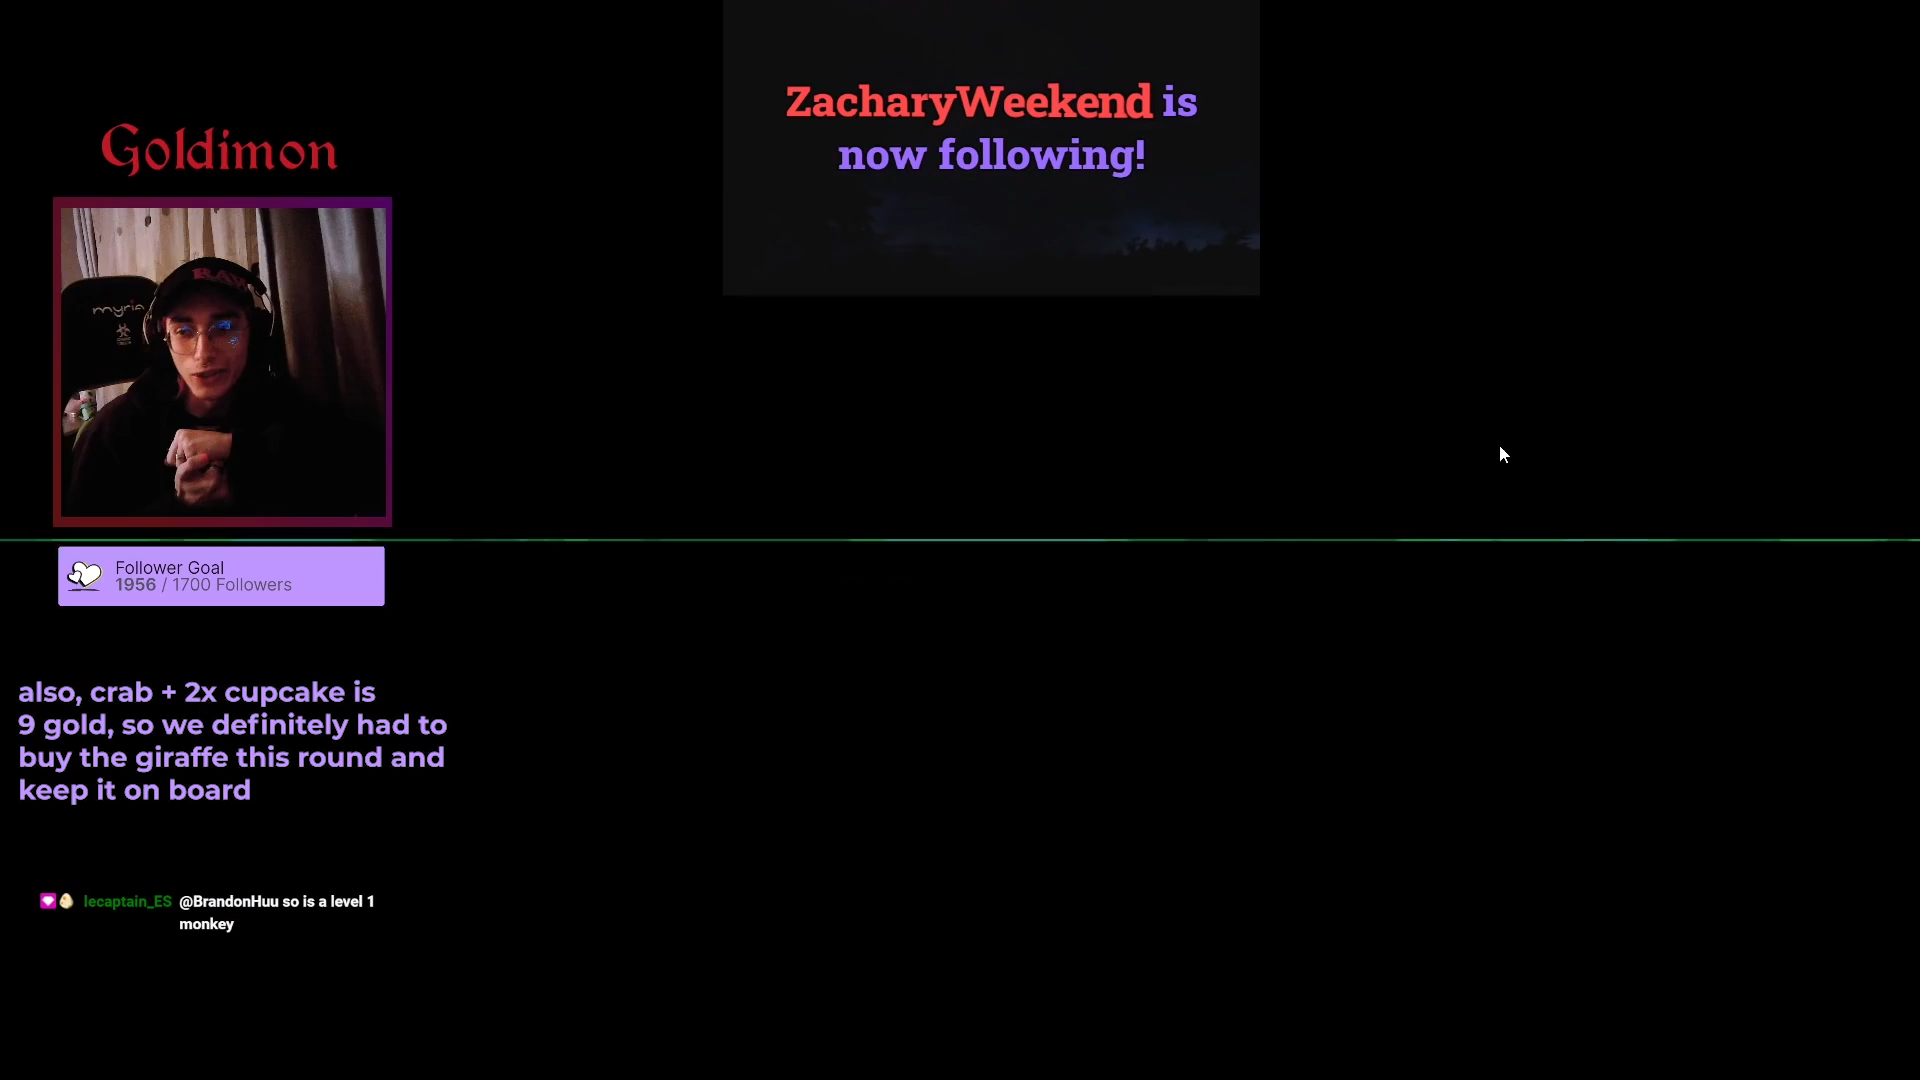 ZacharyWeekend is
now following!
Goldimon
RAW
myria
Follower Goal
1956 / 1700 Followers
also, crab + 2x cupcake is
9 gold, so we definitely had to
buy the giraffe this round and
keep it on board
lecaptain_ES @BrandonHuu so is a level 1
monkey